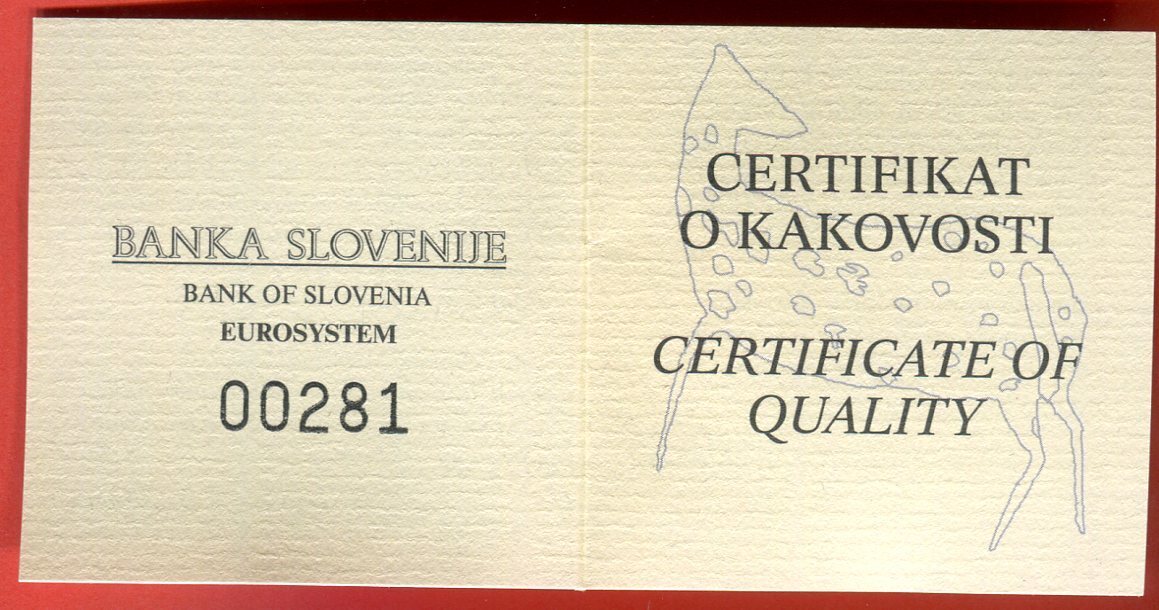 BANKA SLOVENIJE
BANK OF SLOVENIA
EUROSYSTEM
00281
CERTIFIKAT
O KAKOVOSTI
CERTIFICATE OF
QUALITY